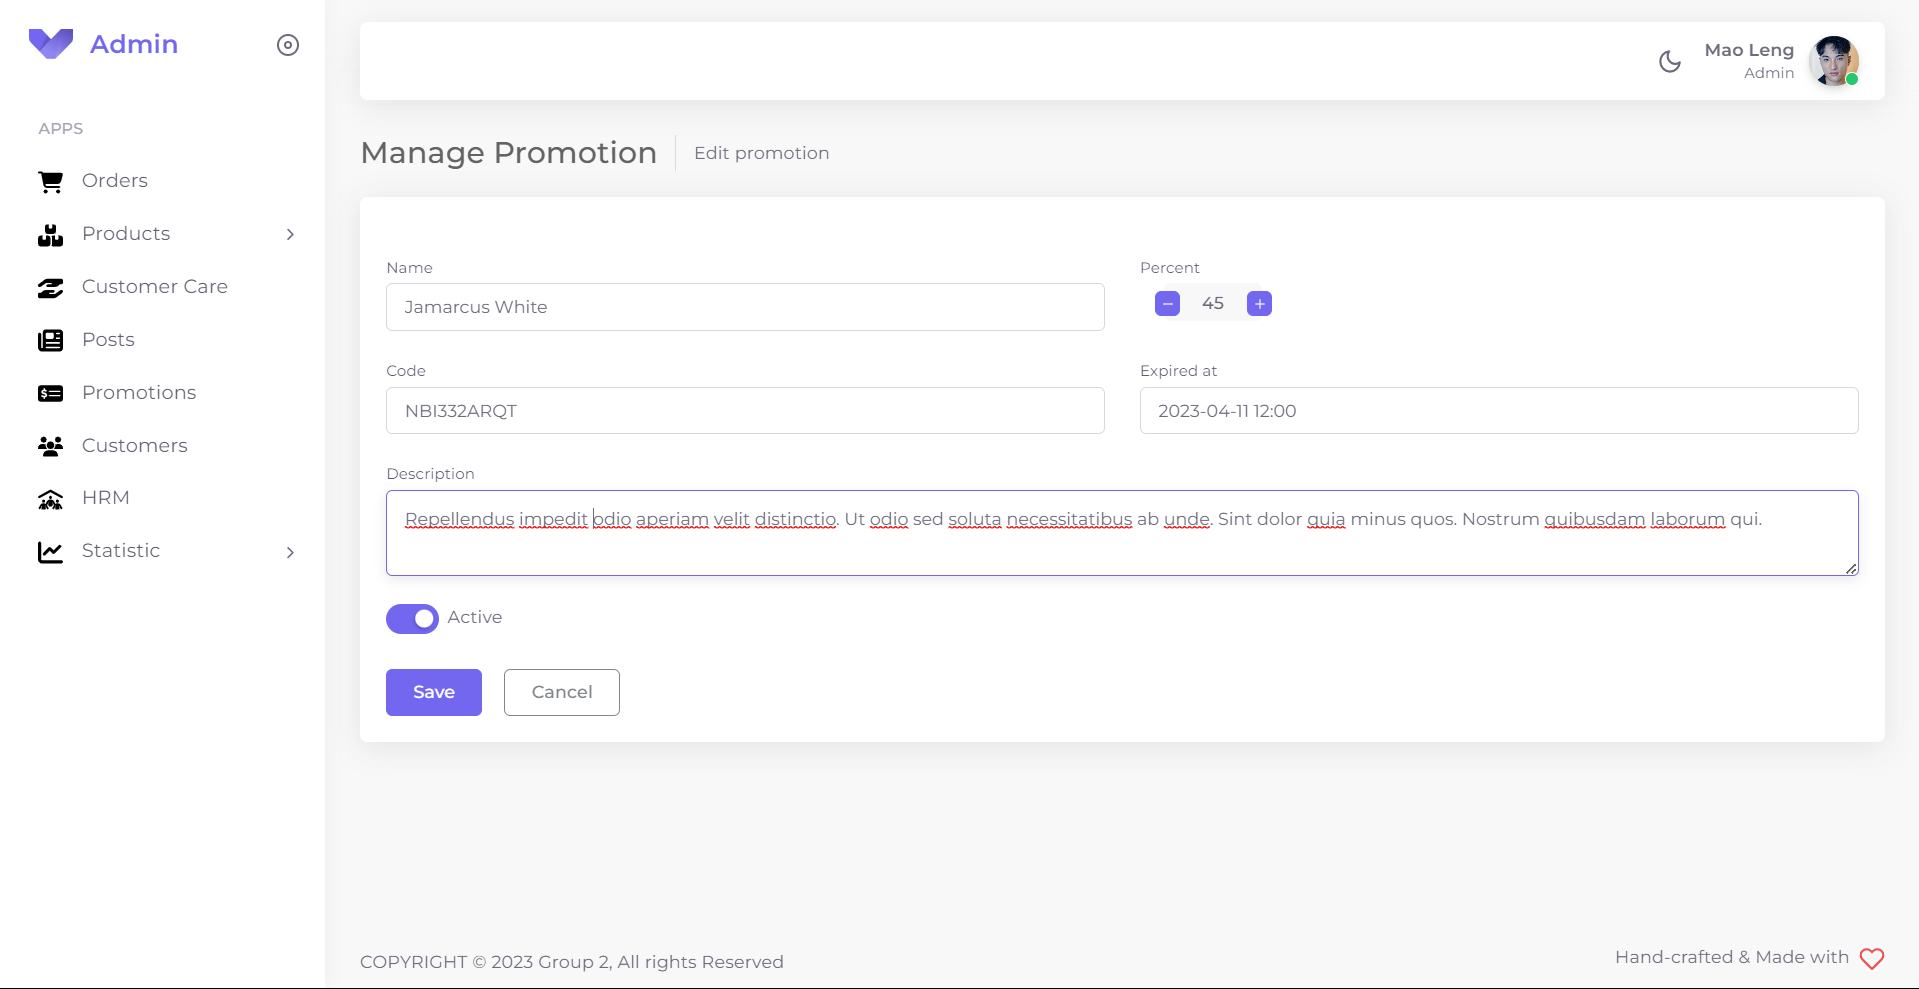 Admin
Mao Leng
Admin
APPS
Orders
Products
Customer Care
Posts
Promotions
Customers
HRM
Statistic
Manage Promotion
Edit promotion
Name
Jamarcus White
Percent
45
Code
NBI332ARQT
Expired at
2023-04-11 12:00
Description
Repellendus impedit odio aperiam velit distinctio. Ut odio sed soluta necessitatibus ab unde. Sint dolor quia minus quos. Nostrum quibusdam laborum qui.
Active
Save
Cancel
COPYRIGHT © 2023 Group 2, All rights Reserved
Hand-crafted & Made with